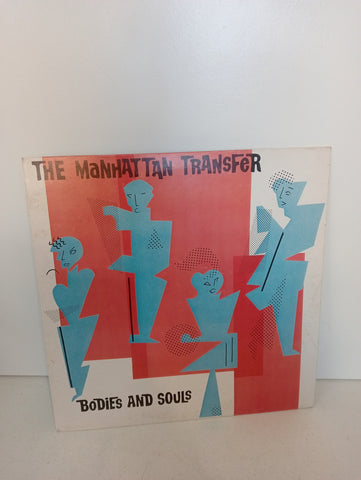 THE MaNHATTAN TRANSFeR
BoDiEs AND SoULs